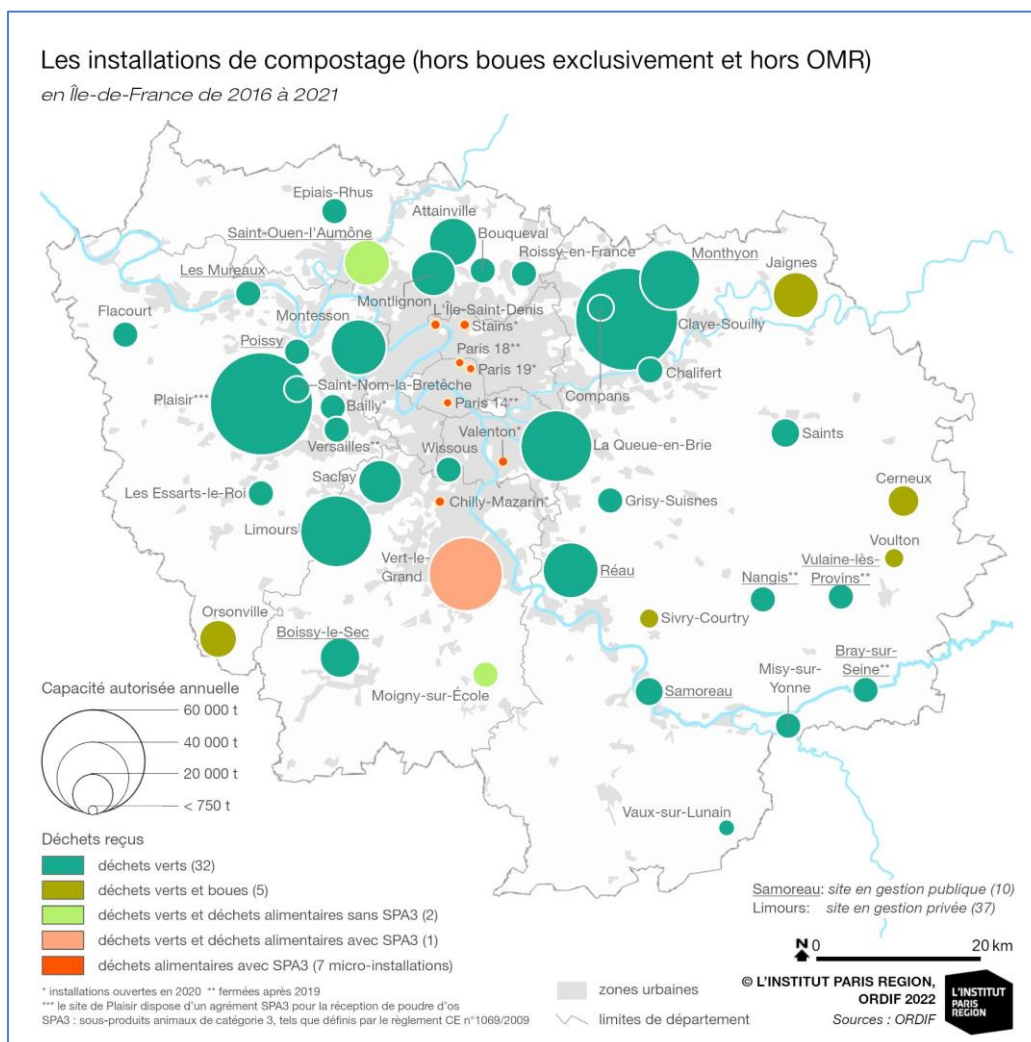 Les installations de compostage (hors boues exclusivement et hors OMR)
en Île-de-France de 2016 à 2021
Epiais-Rhus
Attainville
Saint-Ouen-l'Aumône
Bouqueval
Roissy-en-France
Monthyon
Jaignes
Les Mureaux
Montlignon
L'Île-Saint-Denis
Flacourt
Montesson
Stains*
Claye-Souilly
Poissy
Paris 18**
Paris 19*
Chalifert
Saint-Nom-la-Bretêche
Compans
Plaisir***
Bailly*
Paris 14**
Versailles**
Valenton*
La Queue-en-Brie
Saints
Wissous
Saclay
Cerneux
Les Essarts-le-Roi
Chilly-Mazarin*
Grisy-Suisnes
Limours
Voulton
Vert-le-
Grand
Réau
Vulaine-lès-
Provins**
Nangis**
Orsonville
Sivry-Courtry
Boissy-le-Sec
Bray-sur-
Seine**
Misy-sur-
Yonne
Moigny-sur-École
Samoreau
Vaux-sur-Lunain
Capacité autorisée annuelle
60 000 t
40 000 t
20 000 t
< 750 t
Déchets reçus
déchets verts (32)
déchets verts et boues (5)
déchets verts et déchets alimentaires sans SPA3 (2)
déchets verts et déchets alimentaires avec SPA3 (1)
déchets alimentaires avec SPA3 (7 micro-installations)
* installations ouvertes en 2020 ** fermées après 2019
*** le site de Plaisir dispose d'un agrément SPA3 pour la réception de poudre d'os
SPA3 : sous-produits animaux de catégorie 3, tels que définis par le règlement CE n°1069/2009
zones urbaines
limites de département
Samoreau: site en gestion publique (10)
Limours: site en gestion privée (37)
N 0 20 km
© L'INSTITUT PARIS REGION,
ORDIF 2022
Sources : ORDIF
L'INSTITUT
PARIS
REGION